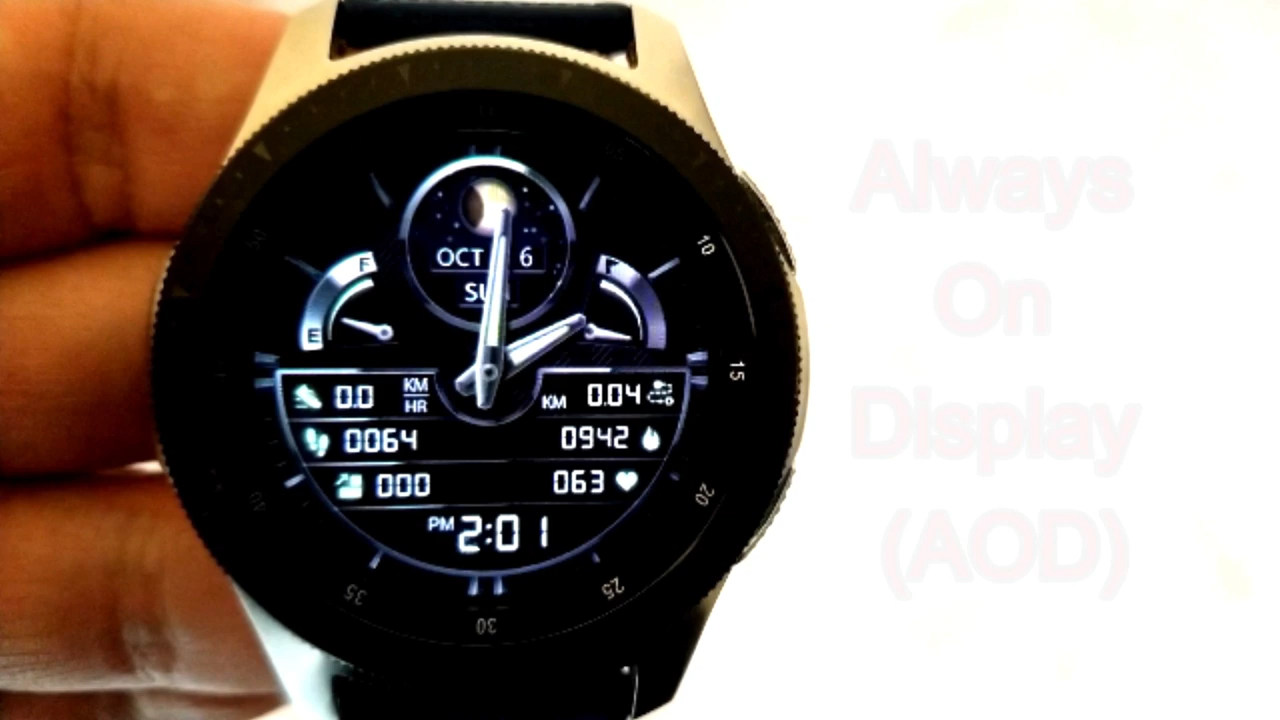 Always
On
Display
(AOD)
10
15
20
25
30
35
OCT 6
F
E
0.0 KM
HR
KM 0.04
0064
0942
000
063
PM 2:01